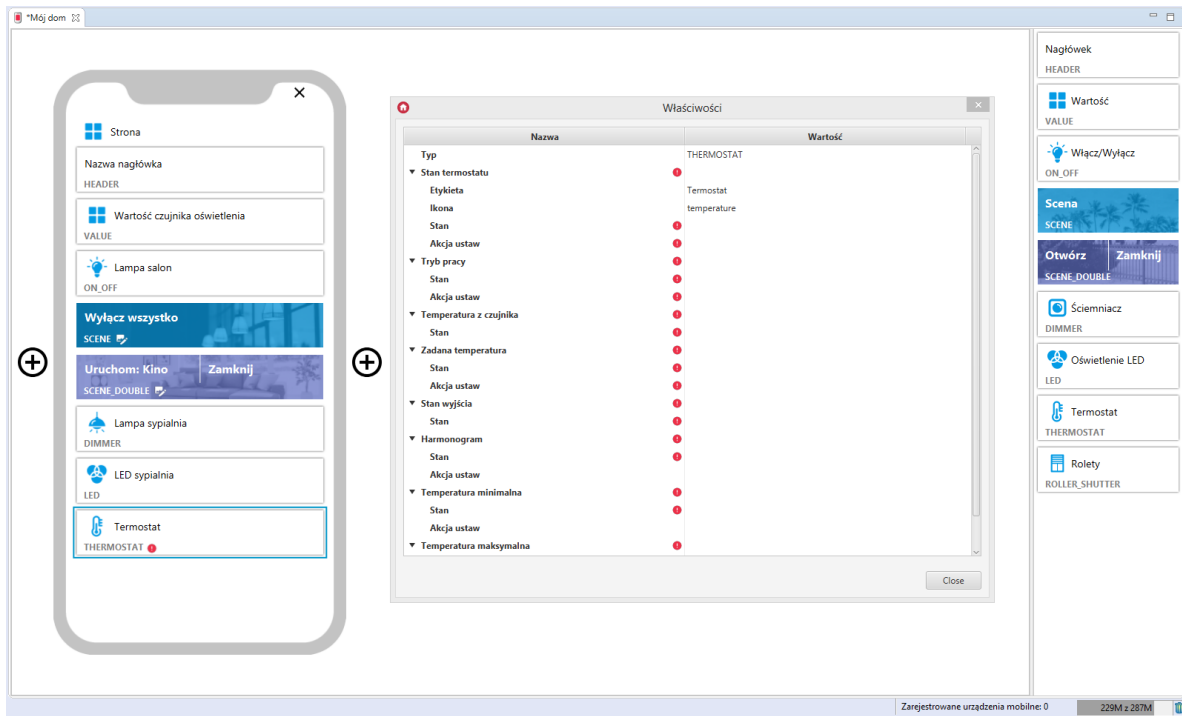 *Mój dom
Strona
Nazwa nagłówka
HEADER
Wartość czujnika oświetlenia
VALUE
Lampa salon
ON_OFF
Wyłącz wszystko
SCENE
Uruchom: Kino Zamknij
SCENE_DOUBLE
Lampa sypialnia
DIMMER
LED sypialnia
LED
Termostat
THERMOSTAT
Właściwości
Nazwa Wartość
Typ THERMOSTAT
Stan termostatu
Etykieta Termostat
Ikona temperature
Stan
Akcja ustaw
Tryb pracy
Stan
Akcja ustaw
Temperatura z czujnika
Stan
Zadana temperatura
Stan
Akcja ustaw
Stan wyjścia
Stan
Harmonogram
Stan
Akcja ustaw
Temperatura minimalna
Stan
Akcja ustaw
Temperatura maksymalna
Close
Nagłówek
HEADER
Wartość
VALUE
Włącz/Wyłącz
ON_OFF
Scena
SCENE
Otwórz Zamknij
SCENE_DOUBLE
Ściemniacz
DIMMER
Oświetlenie LED
LED
Termostat
THERMOSTAT
Rolety
ROLLER_SHUTTER
Zarejestrowane urządzenia mobilne: 0 229M z 287M